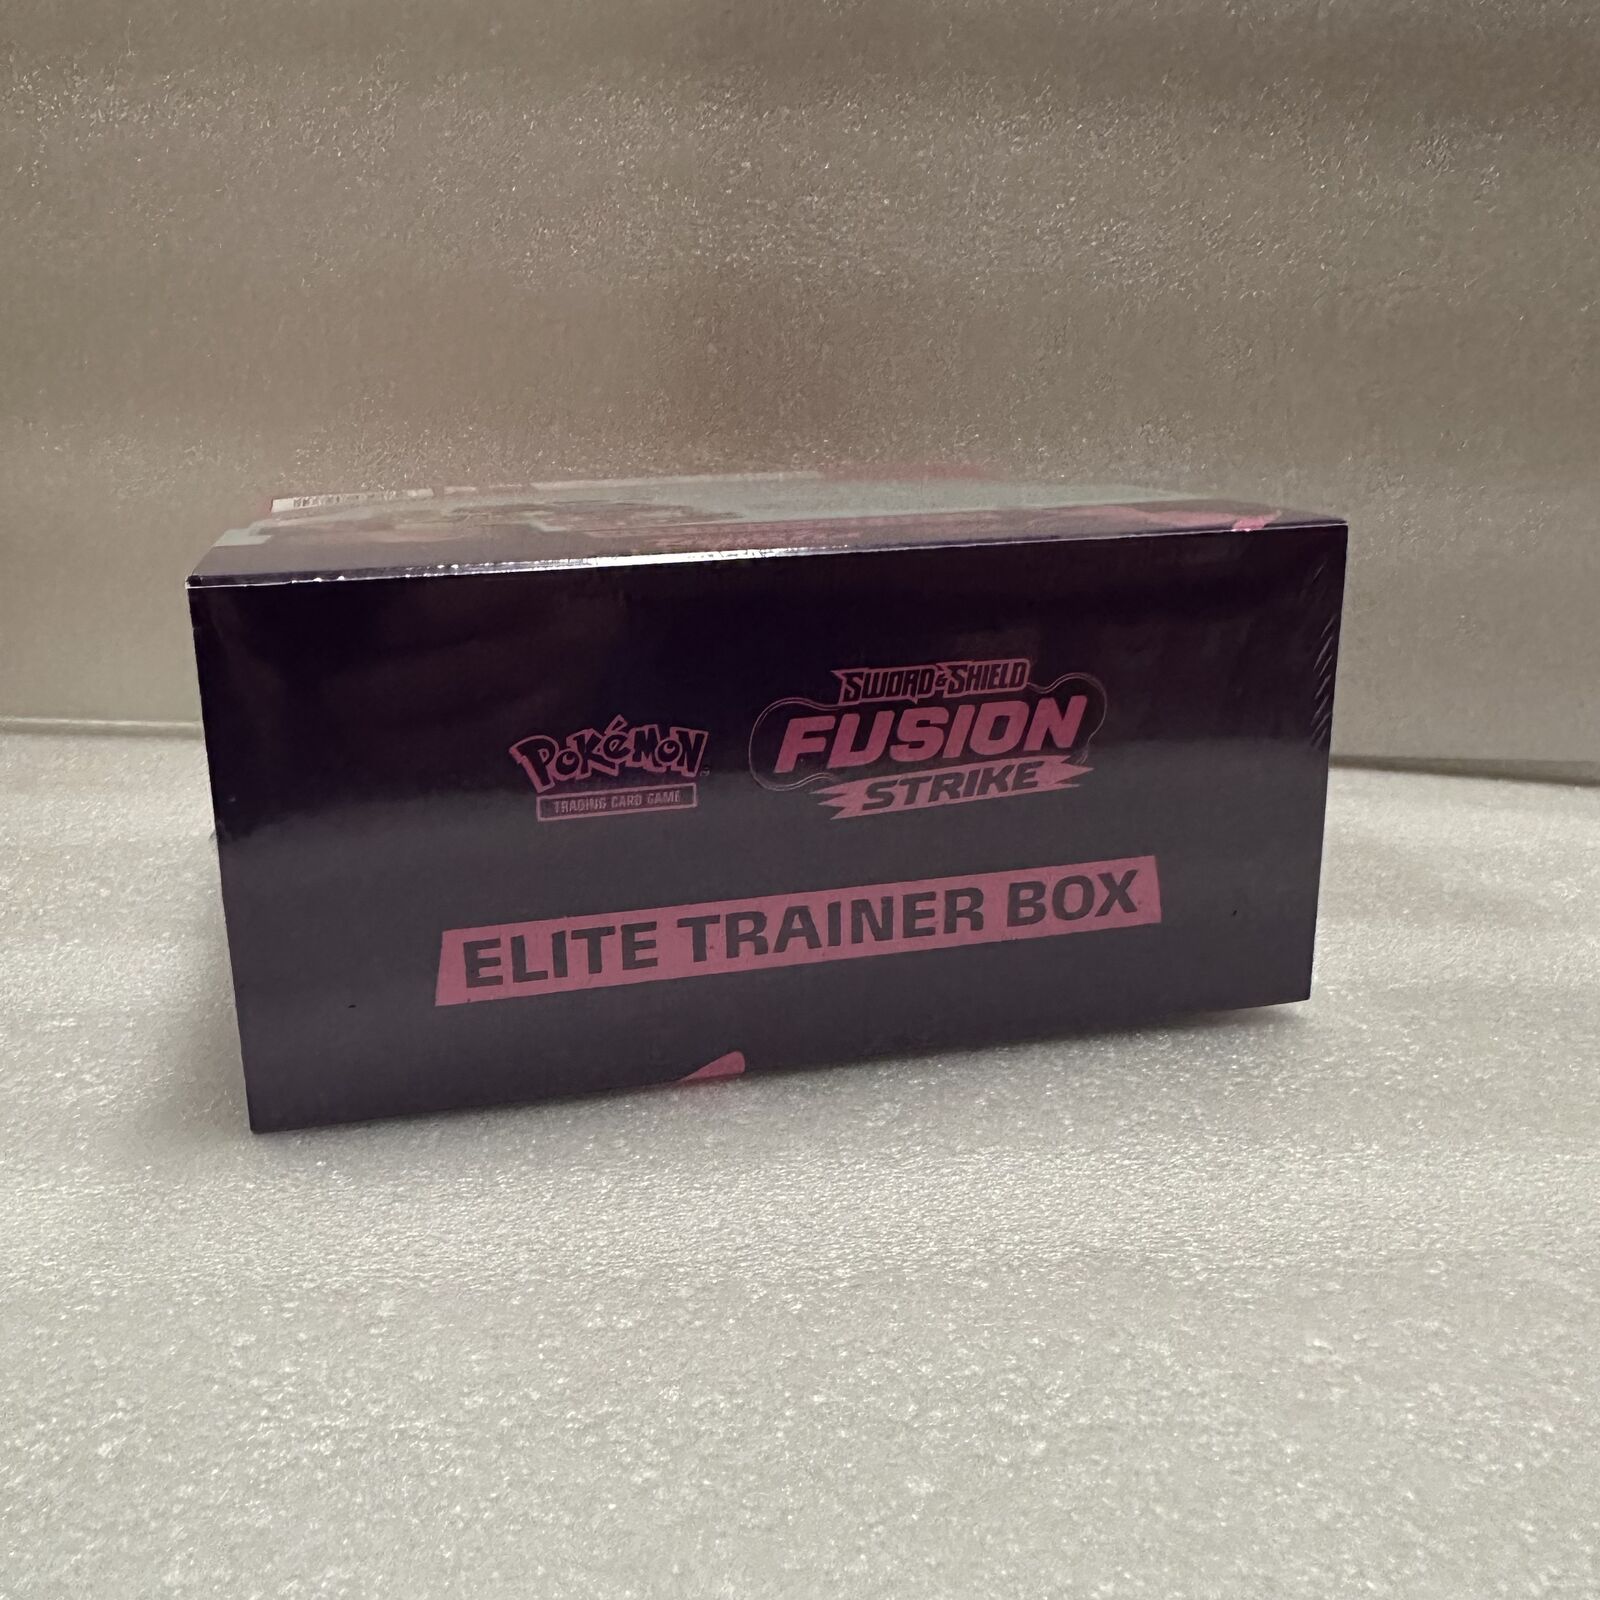 Pokémon
TRADING CARD GAME
SWORD & SHIELD
FUSION
STRIKE
ELITE TRAINER BOX